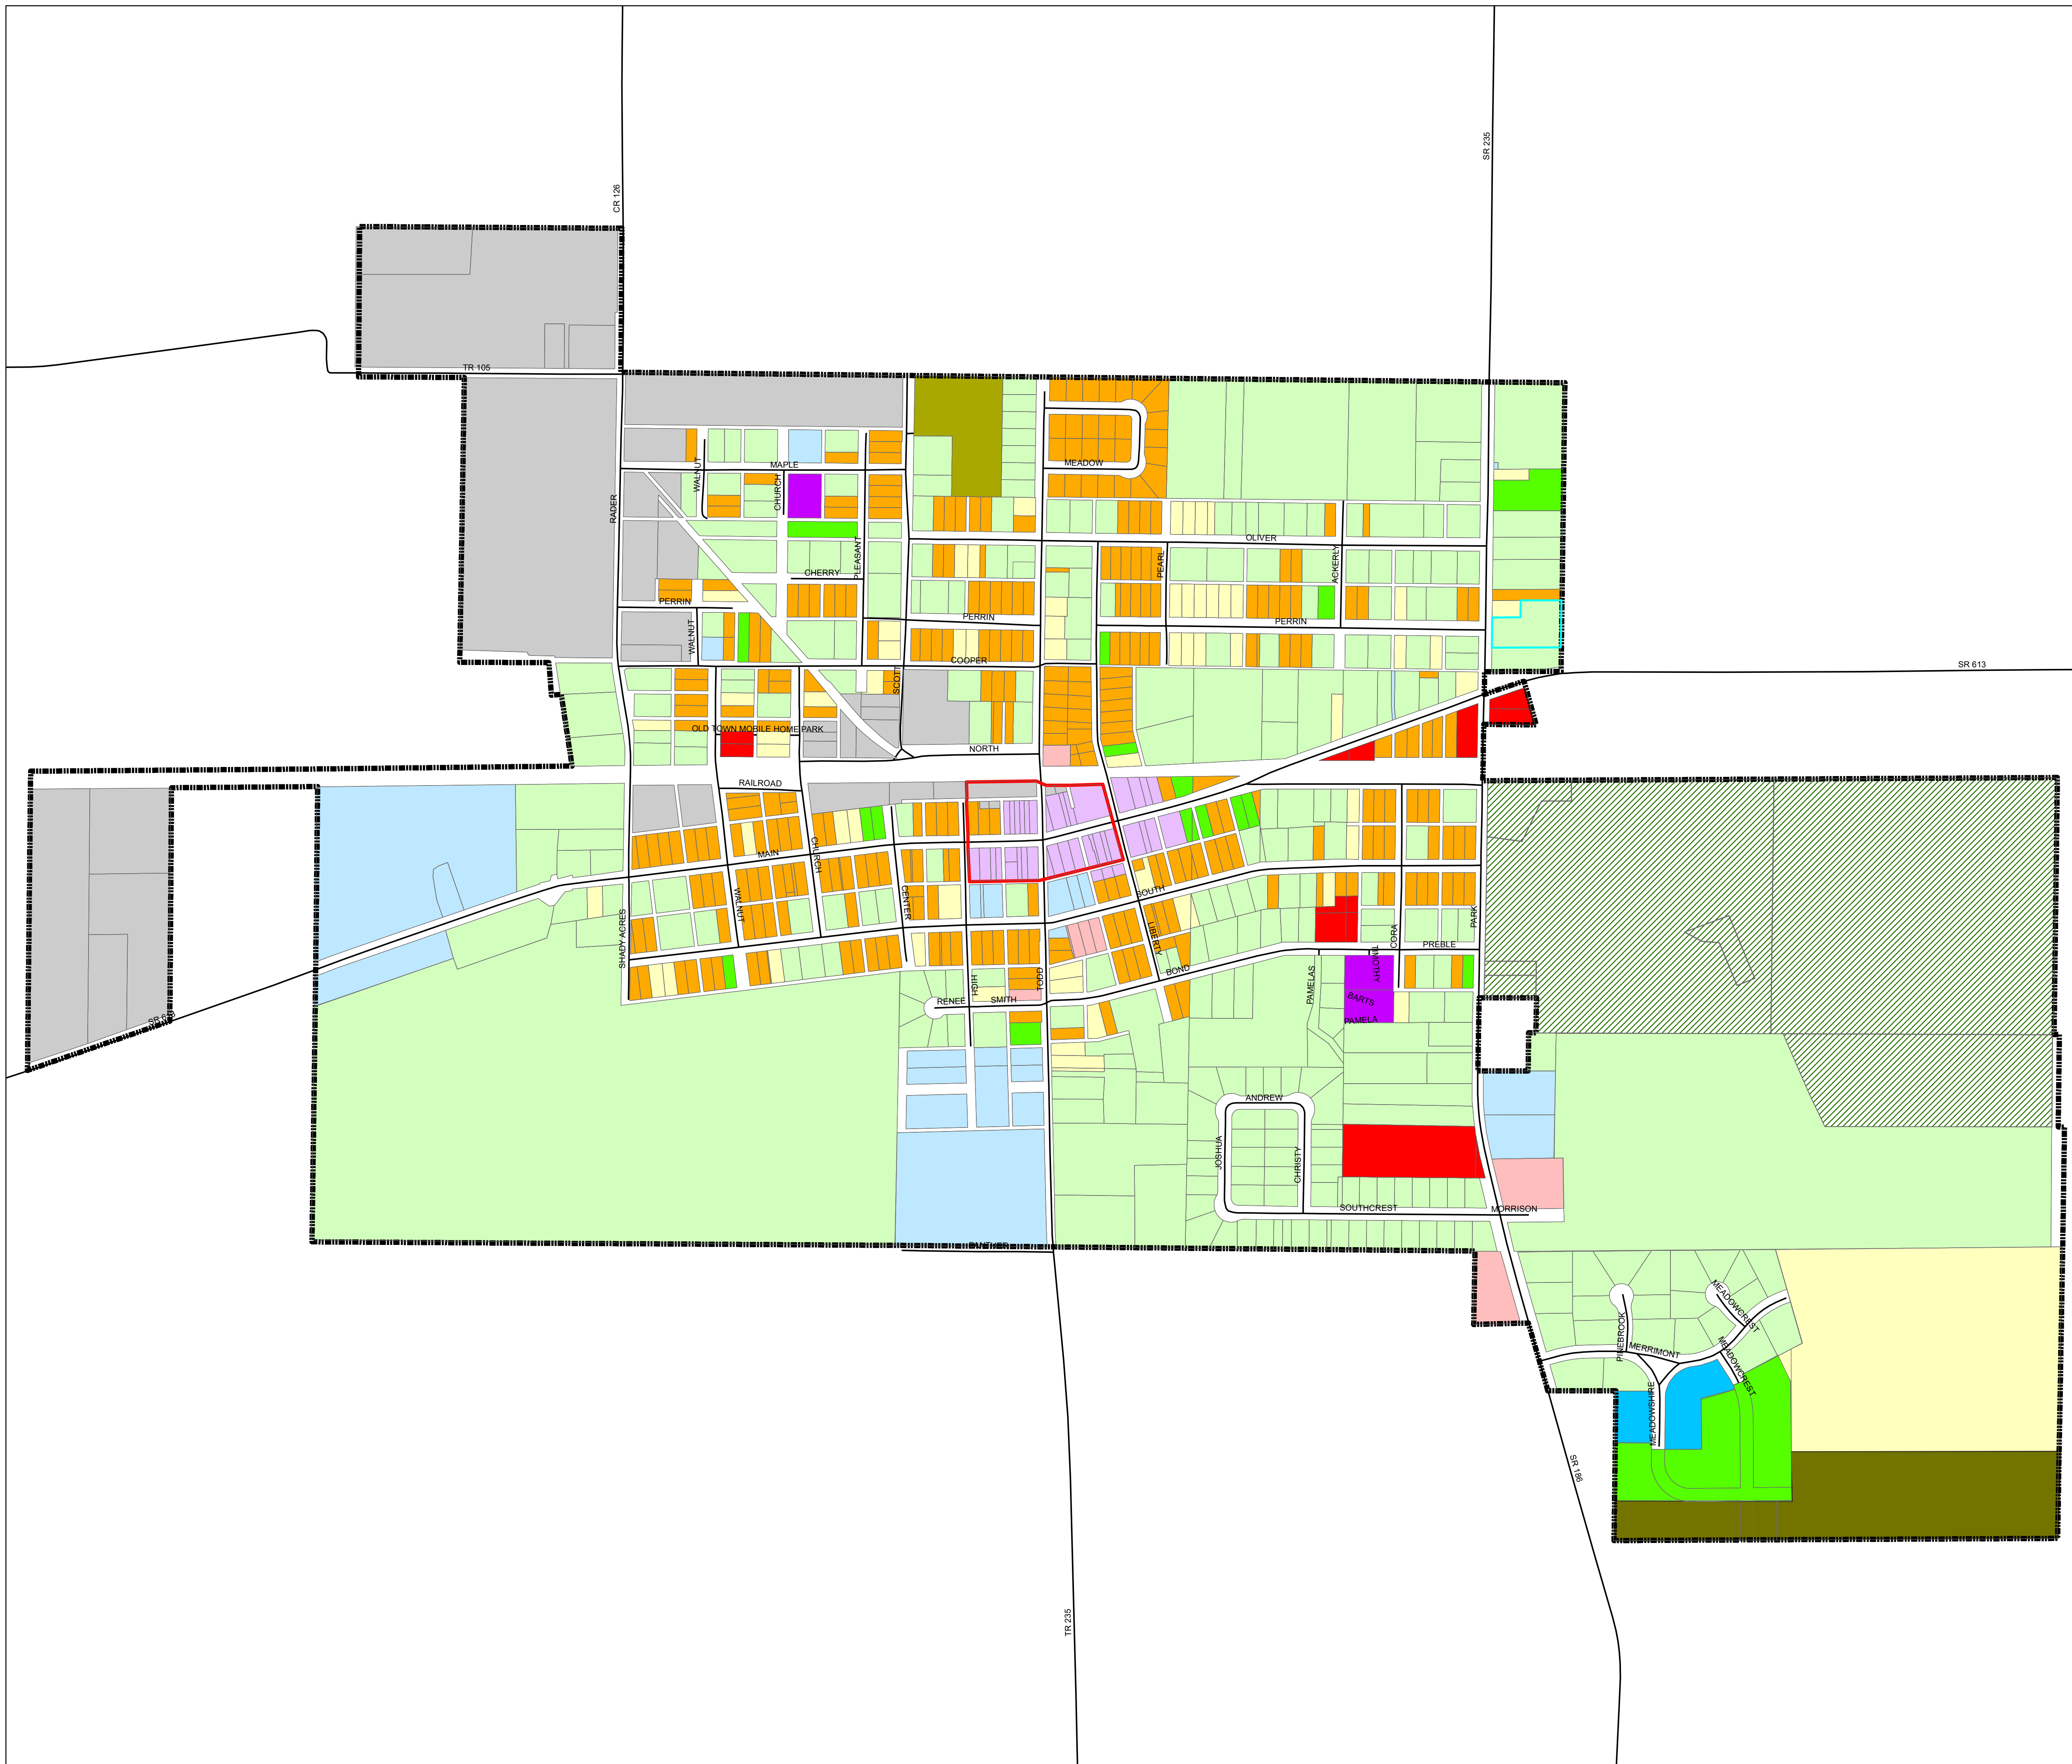 SR 235
CR 126
TR 105
MEADOW
MAPLE
WALNUT
CHURCH
RADER
OLIVER
PLEASANT
PEARL
ACKERLY
CHERRY
PERRIN
PERRIN
PERRIN
WALNUT
COOPER
SCOTT
SR 613
OLD TOWN MOBILE HOME PARK
NORTH
RAILROAD
MAIN
CHURCH
WALNUT
CENTER
SOUTH
SHADY ACRES
LIBERTY
PARK
CORA
PREBLE
TIMOTHY
BOND
PAMELAS
HIGH
TODD
RENEE
SMITH
BARTS
PAMELA
ANDREW
JOSHUA
CHRISTY
SOUTHCREST
MORRISON
PANTHER
MEADOWCREST
PINEBROOK
MERRIMONT
MEADOWCREST
MEADOWSHIRE
SR 186
TR 235